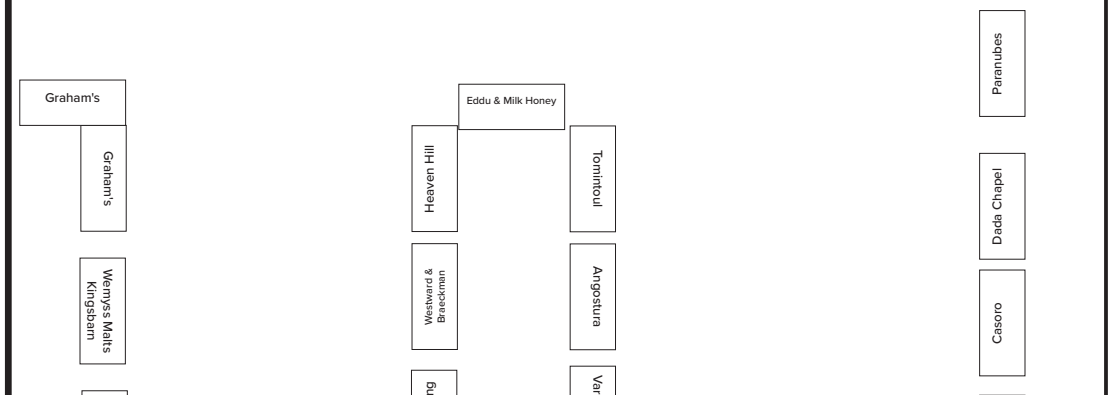 Paranubes
Graham's
Eddu & Milk Honey
Graham's
Heaven Hill
Tomintoul
Dada Chapel
Wemyss Malts
Kingsbarn
Westward &
Braeckman
Angostura
Casoro